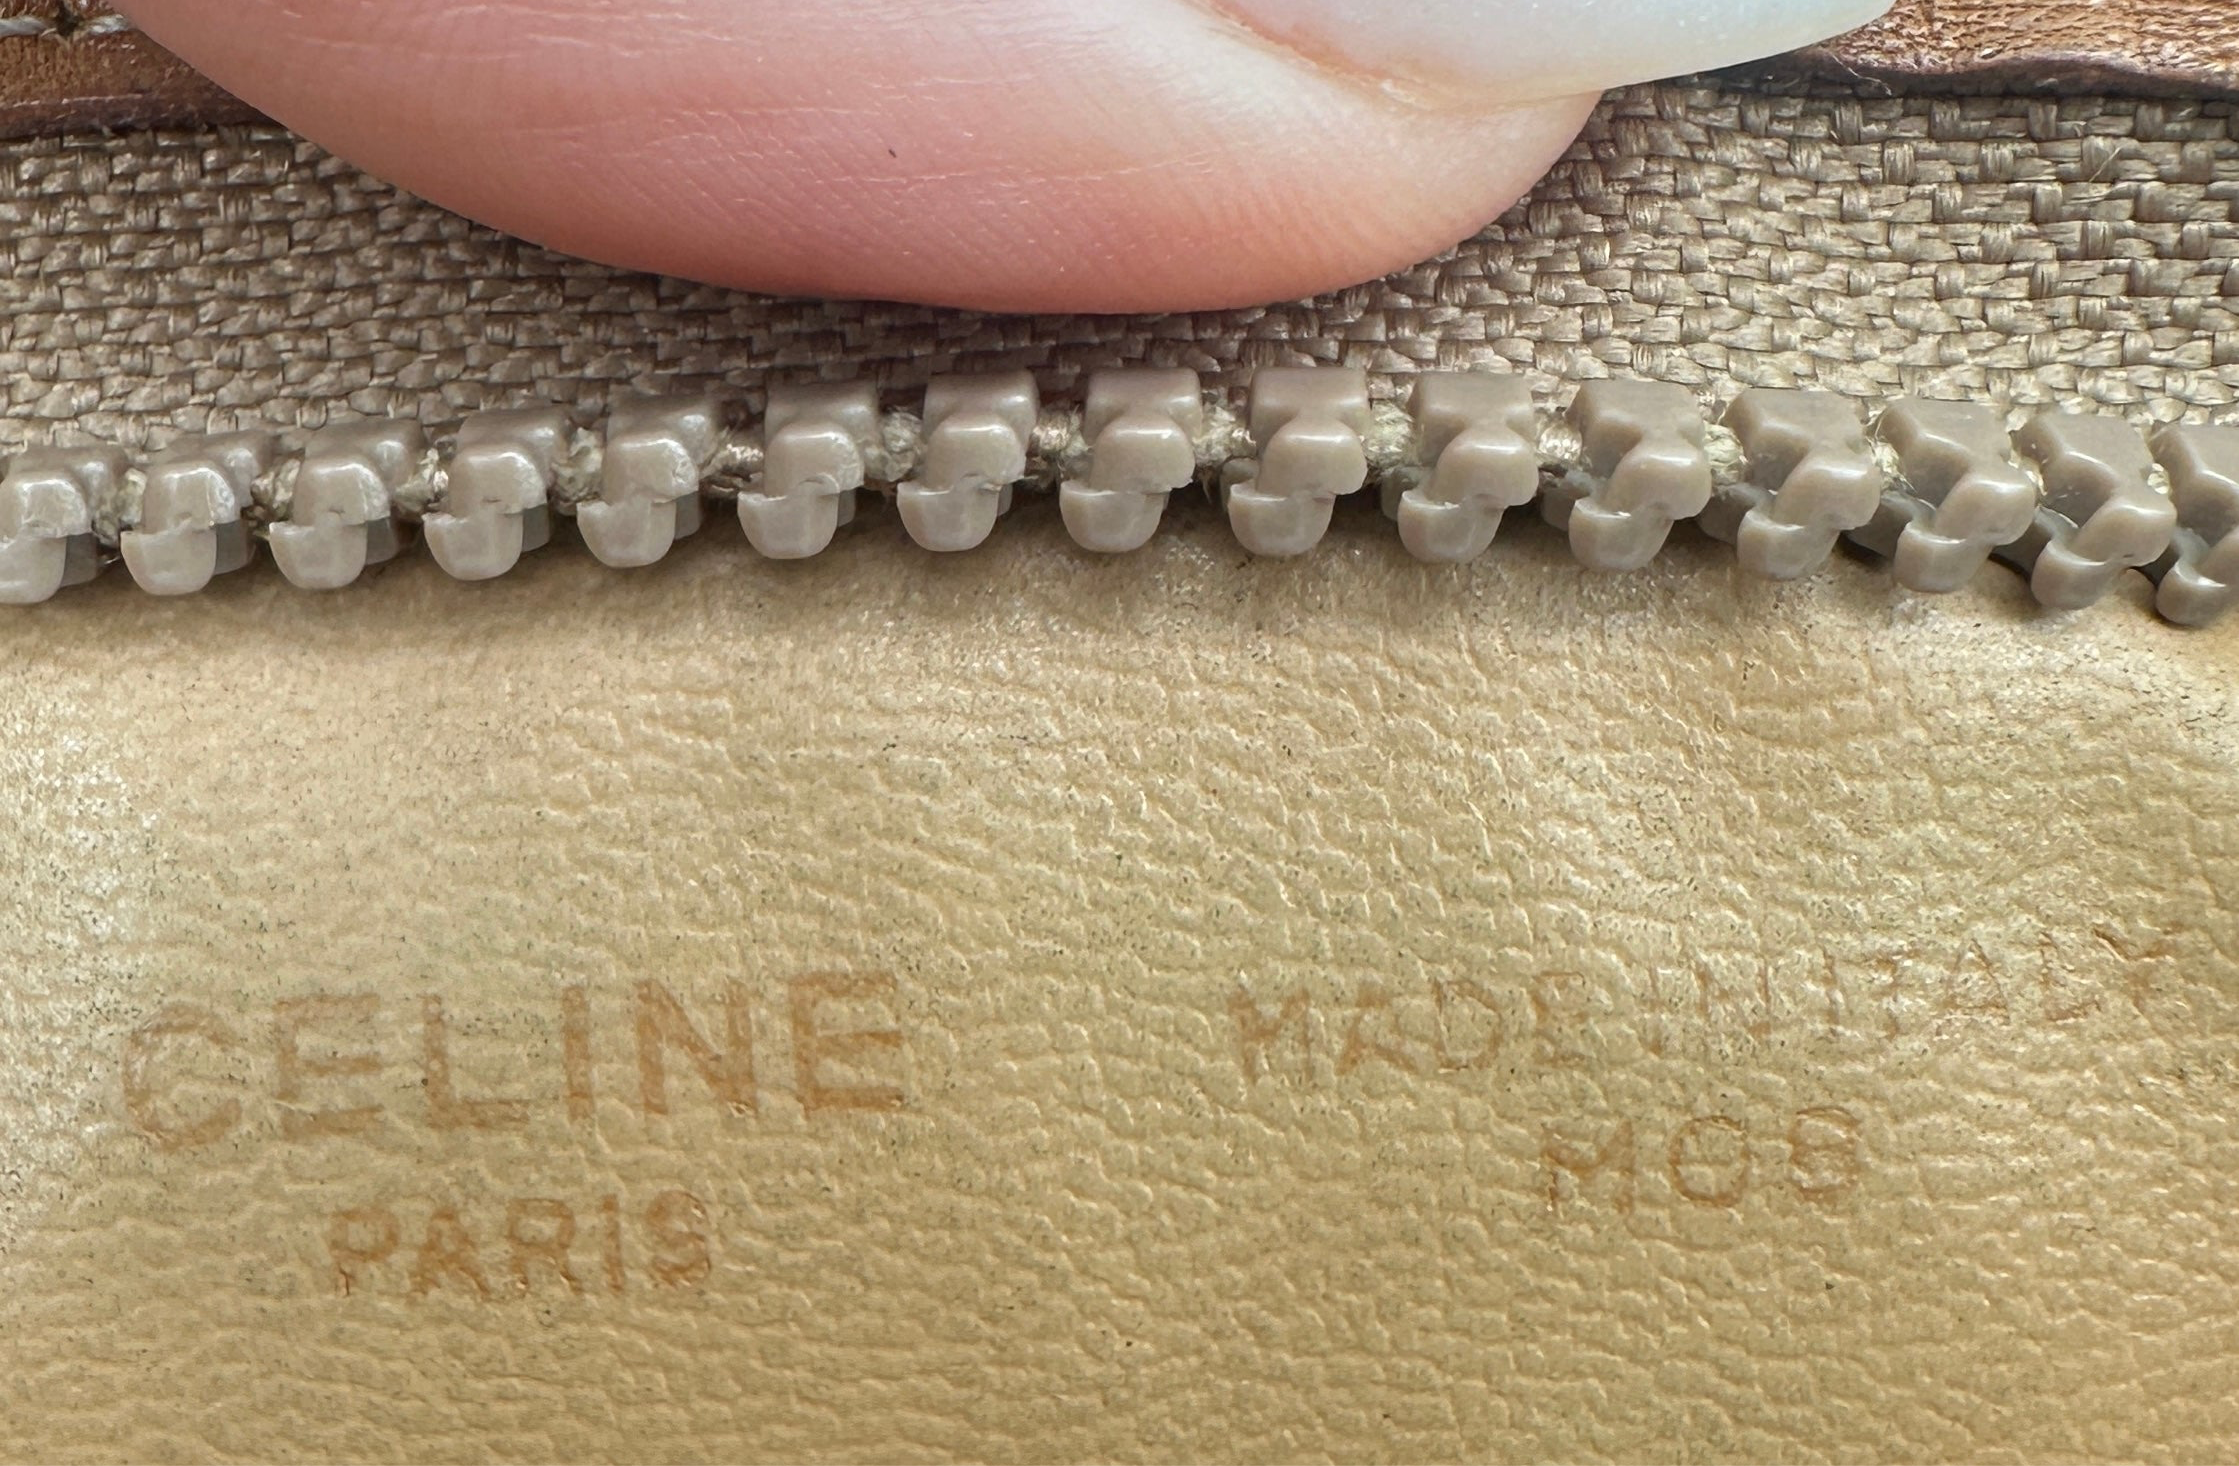 CELINE
PARIS
MADE IN ITALY
M08